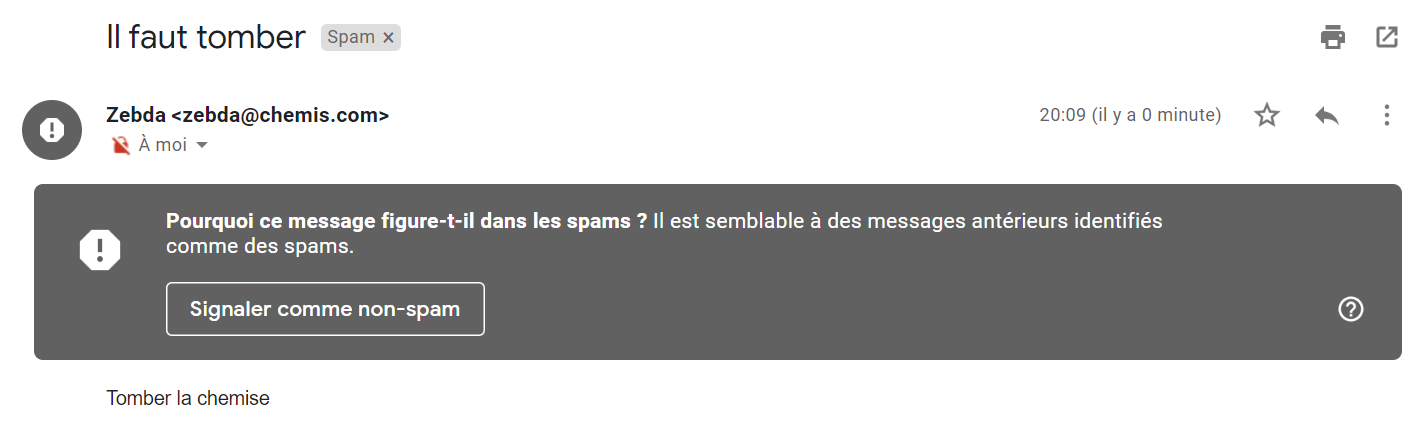 Il faut tomber Spam ×
Zebda <zebda@chemis.com> 20:09 (il y a 0 minute)
À moi
Pourquoi ce message figure-t-il dans les spams ? Il est semblable à des messages antérieurs identifiés
comme des spams.
Signaler comme non-spam
Tomber la chemise